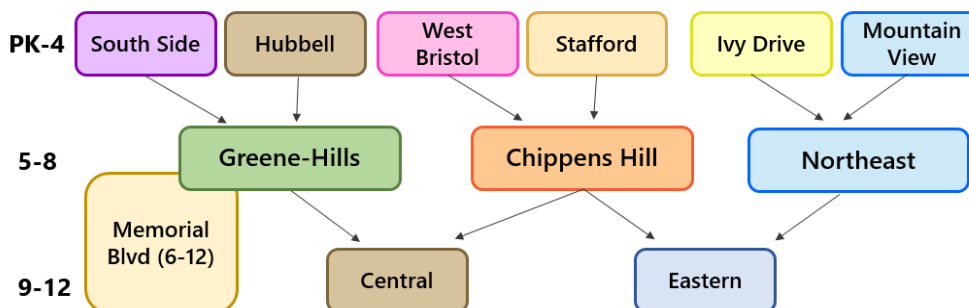 PK-4
South Side
Hubbell
West
Bristol
Stafford
Ivy Drive
Mountain
View
5-8
Greene-Hills
Chippens Hill
Northeast
Memorial
Blvd (6-12)
9-12
Central
Eastern